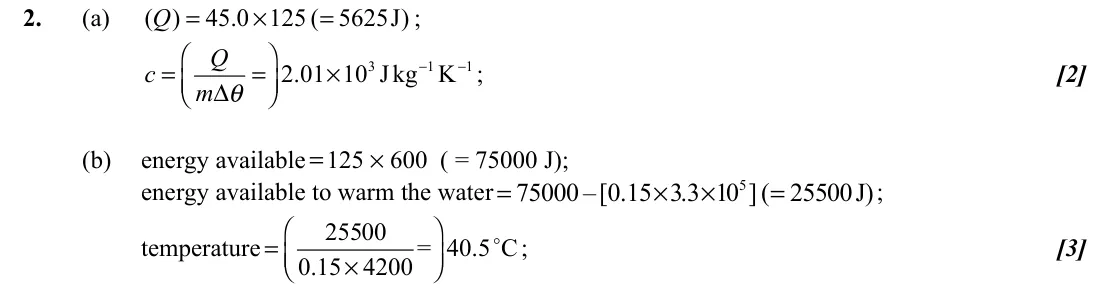 2. (a) (Q) = 45.0 × 125 (= 5625 J) ;
c = (Q / mΔθ =) 2.01 × 10³ J kg⁻¹ K⁻¹ ; [2]
(b) energy available = 125 × 600 ( = 75000 J);
energy available to warm the water = 75000 – [0.15 × 3.3 × 10⁵] (= 25500 J) ;
temperature = (25500 / 0.15 × 4200 =) 40.5 °C ; [3]